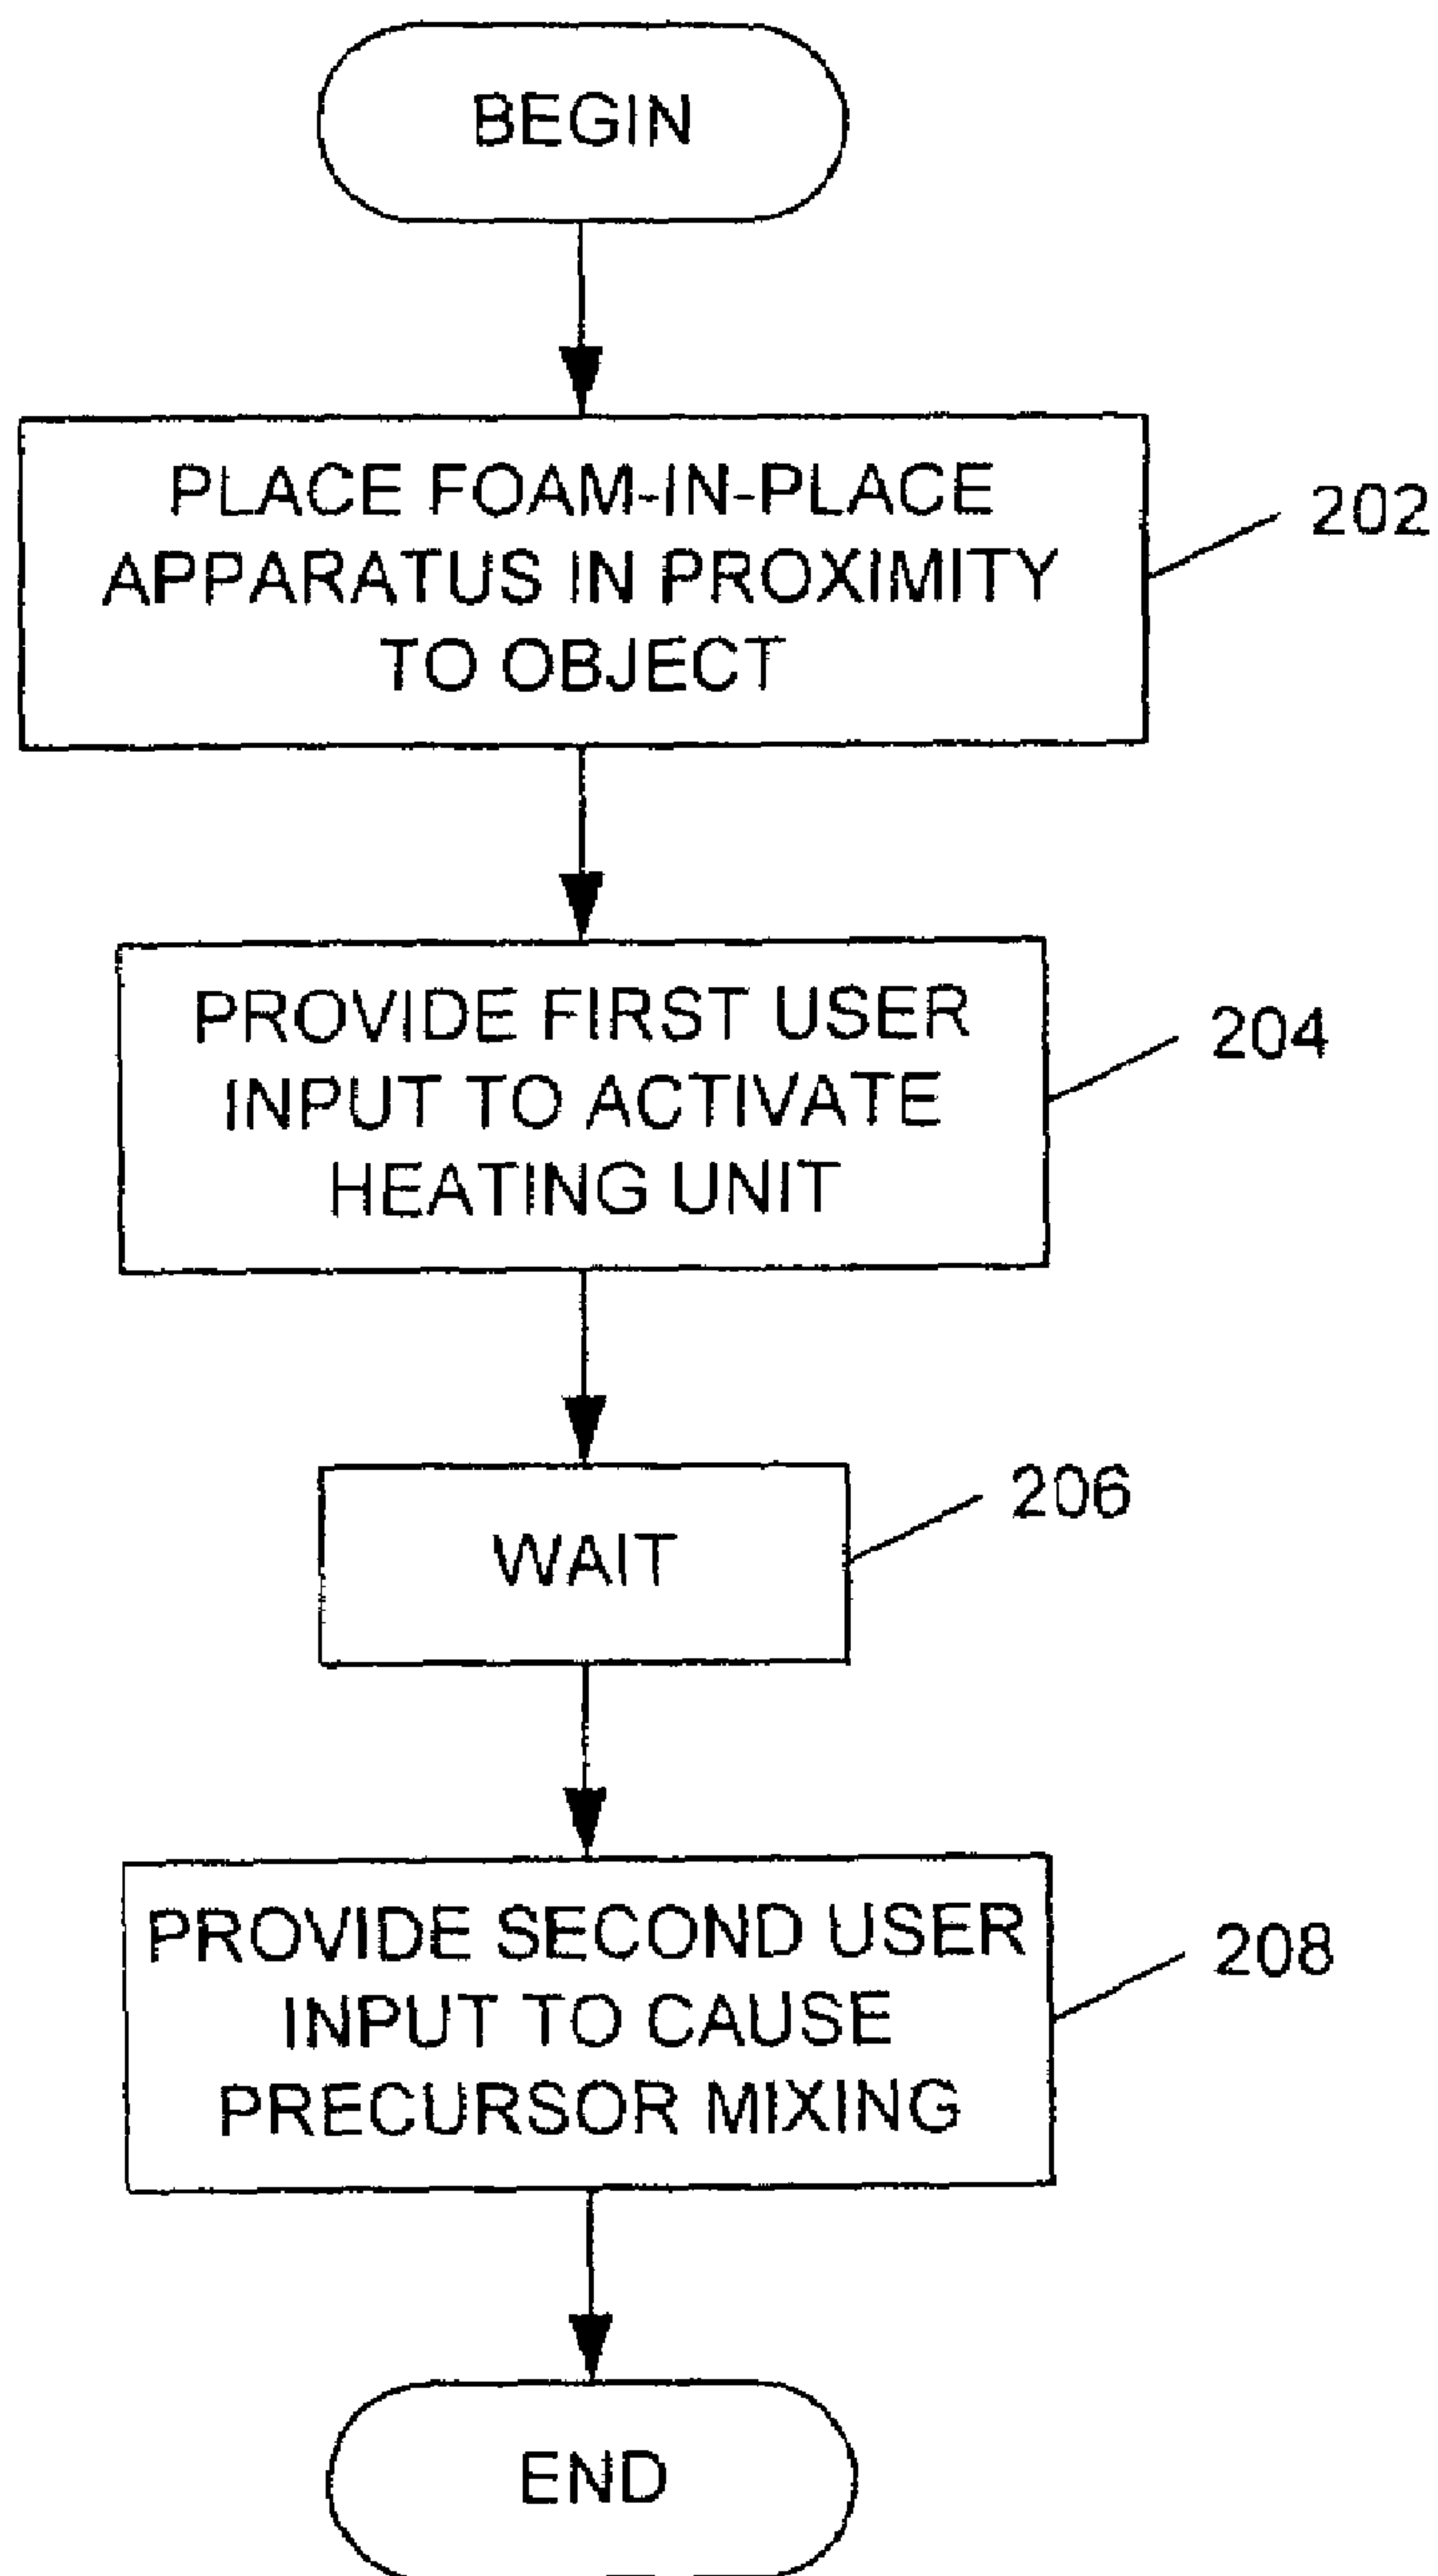 BEGIN
PLACE FOAM-IN-PLACE
APPARATUS IN PROXIMITY
TO OBJECT
202
PROVIDE FIRST USER
INPUT TO ACTIVATE
HEATING UNIT
204
WAIT
206
PROVIDE SECOND USER
INPUT TO CAUSE
PRECURSOR MIXING
208
END